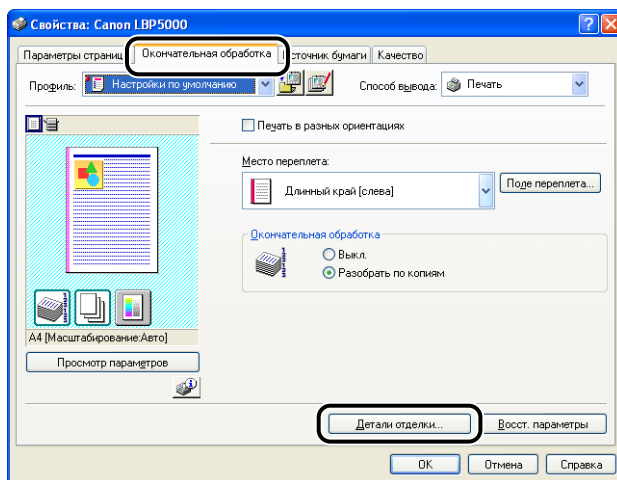 Свойства: Canon LBP5000
Параметры страниц Окончательная обработка источник бумаги Качество
Профиль: Настройки по умолчанию Способ вывода: Печать
Печать в разных ориентациях
Место переплета:
Длинный край [слева] Поле переплета...
Окончательная обработка
Выкл.
Разобрать по копиям
A4 [Масштабирование:Авто]
Просмотр параметров
Детали отделки... Восст. параметры
OK Отмена Справка